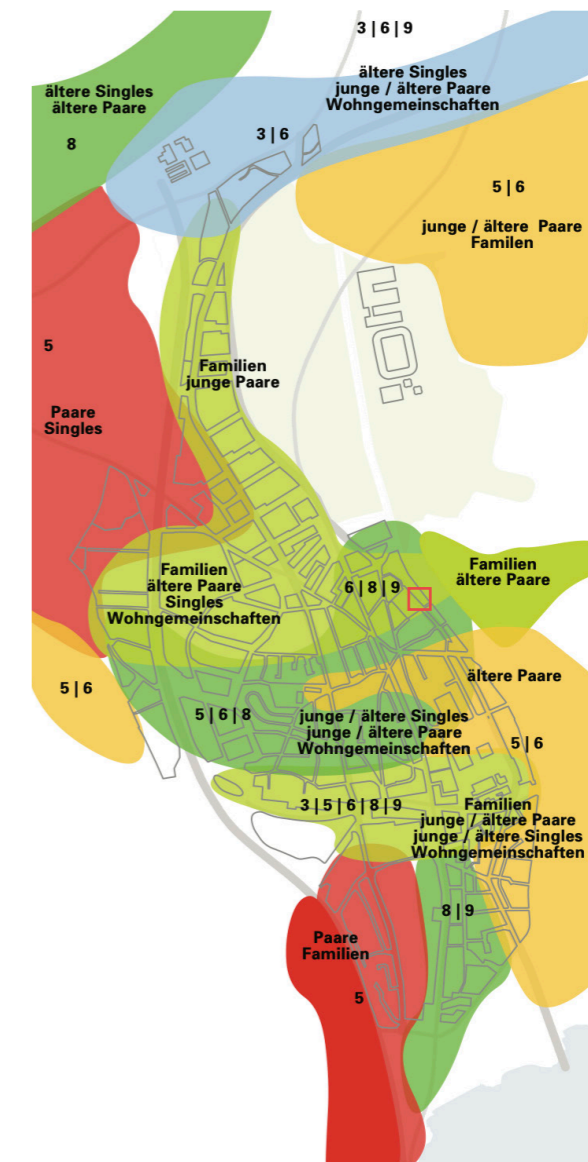 3 | 6 | 9
ältere Singles
junge / ältere Paare
Wohngemeinschaften
ältere Singles
ältere Paare
8
3 | 6
5 | 6
junge / ältere Paare
Familen
5
Paare
Singles
Familien
junge Paare
Familien
ältere Paare
Singles
Wohngemeinschaften
6 | 8 | 9
Familien
ältere Paare
5 | 6
5 | 6 | 8
ältere Paare
junge / ältere Singles
junge / ältere Paare
Wohngemeinschaften
5 | 6
3 | 5 | 6 | 8 | 9
Familien
junge / ältere Paare
junge / ältere Singles
Wohngemeinschaften
8 | 9
Paare
Familien
5